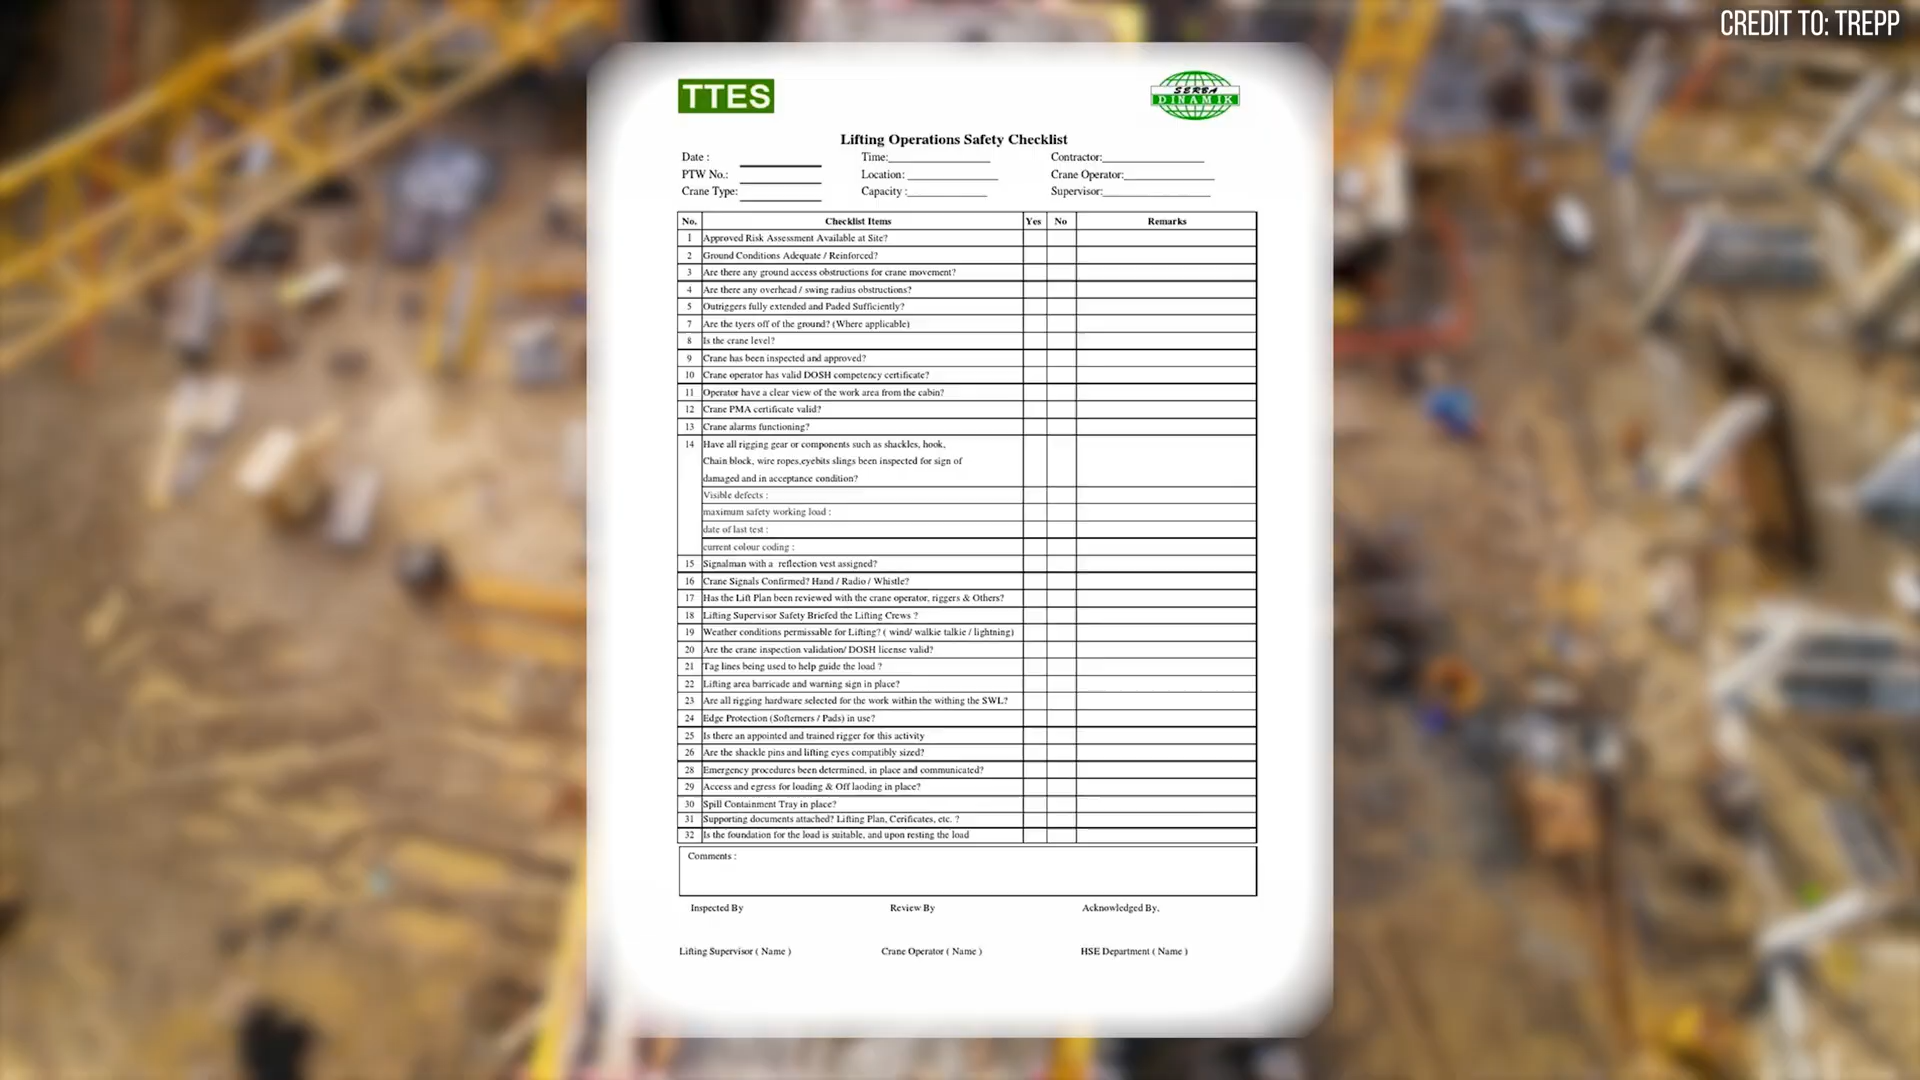 CREDIT TO: TREPP
TTES
SERBA
DINAMIK
Lifting Operations Safety Checklist
Date : Time: Contractor:
PTW No.: Location: Crane Operator:
Crane Type: Capacity : Supervisor:
No. Checklist Items Yes No Remarks
1 Approved Risk Assessment Available at Site?
2 Ground Conditions Adequate / Reinforced?
3 Are there any ground access obstructions for crane movement?
4 Are there any overhead / swing radius obstructions?
5 Outriggers fully extended and Paded Sufficiently?
7 Are the tyers off of the ground? (Where applicable)
8 Is the crane level?
9 Crane has been inspected and approved?
10 Crane operator has valid DOSH competency certificate?
11 Operator have a clear view of the work area from the cabin?
12 Crane PMA certificate valid?
13 Crane alarms functioning?
14 Have all rigging gear or components such as shackles, hook,
Chain block, wire ropes,eyebits slings been inspected for sign of
damaged and in acceptance condition?
Visible defects :
maximum safety working load :
date of last test :
current colour coding :
15 Signalman with a reflection vest assigned?
16 Crane Signals Confirmed? Hand / Radio / Whistle?
17 Has the Lift Plan been reviewed with the crane operator, riggers & Others?
18 Lifting Supervisor Safety Briefed the Lifting Crews ?
19 Weather conditions permissable for Lifting? ( wind/ walkie talkie / lightning)
20 Are the crane inspection validation/ DOSH license valid?
21 Tag lines being used to help guide the load ?
22 Lifting area barricade and warning sign in place?
23 Are all rigging hardware selected for the work within the withing the SWL?
24 Edge Protection (Softerners / Pads) in use?
25 Is there an appointed and trained rigger for this activity
26 Are the shackle pins and lifting eyes compatibly sized?
28 Emergency procedures been determined, in place and communicated?
29 Access and egress for loading & Off laoding in place?
30 Spill Containment Tray in place?
31 Supporting documents attached? Lifting Plan, Cerificates, etc. ?
32 Is the foundation for the load is suitable, and upon resting the load
Comments :
Inspected By Review By Acknowledged By,
Lifting Supervisor ( Name ) Crane Operator ( Name ) HSE Department ( Name )